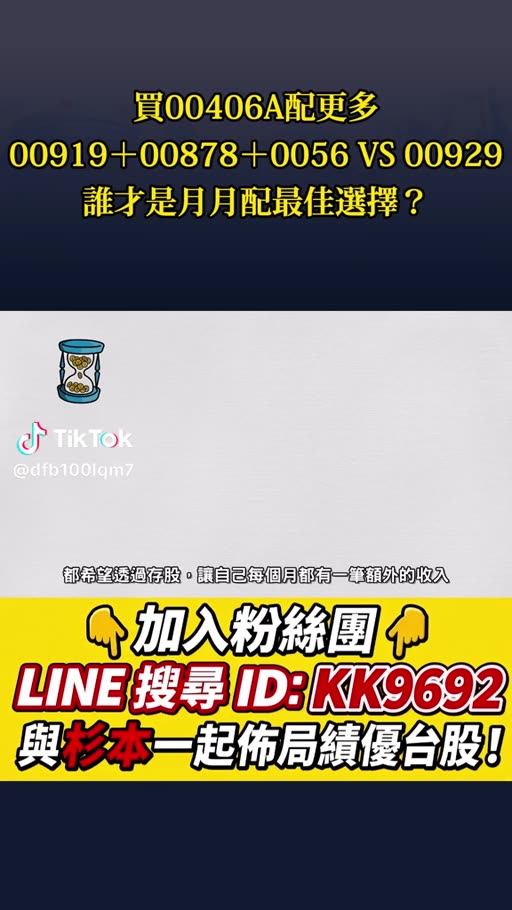 買00406A配更多
00919＋00878＋0056 VS 00929
誰才是月月配最佳選擇？
TikTok
@dfb100lqm7
都希望透過存股，讓自己每個月都有一筆額外的收入
👇加入粉絲團👇
LINE 搜尋 ID: KK9692
與杉本一起佈局績優台股！